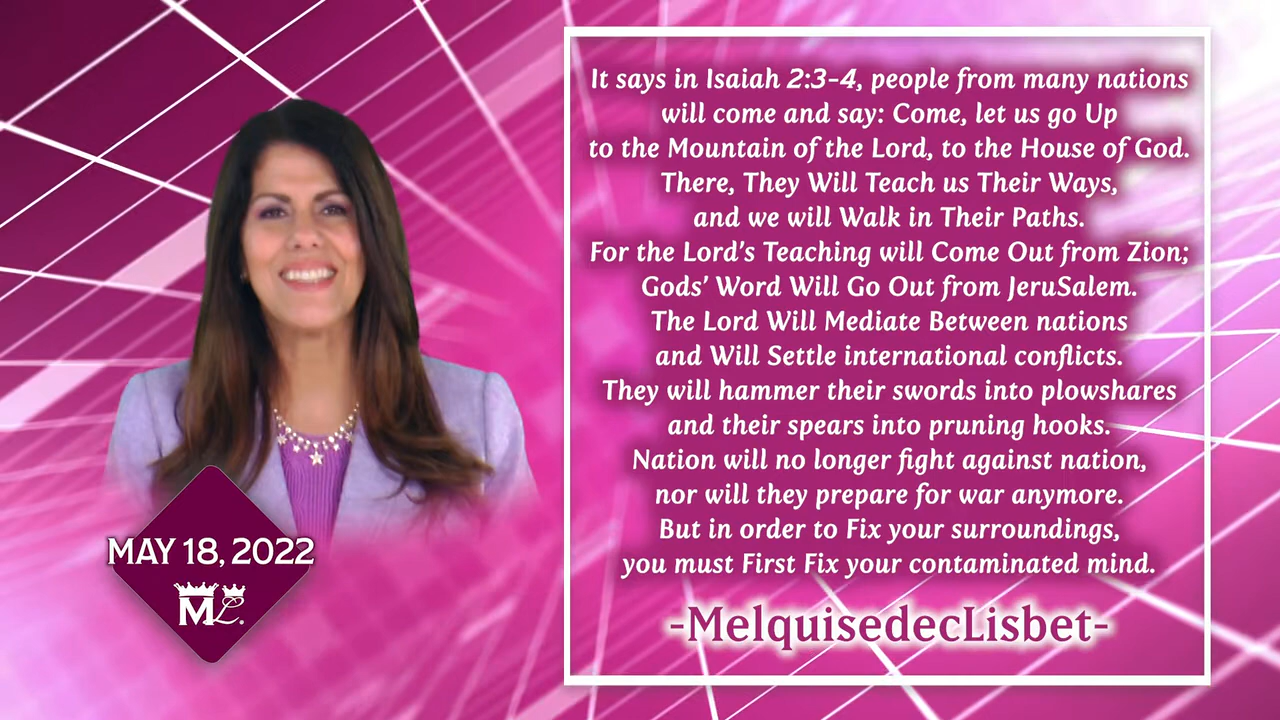 It says in Isaiah 2:3-4, people from many nations
will come and say: Come, let us go Up
to the Mountain of the Lord, to the House of God.
There, They Will Teach us Their Ways,
and we will Walk in Their Paths.
For the Lord's Teaching will Come Out from Zion;
Gods' Word Will Go Out from JeruSalem.
The Lord Will Mediate Between nations
and Will Settle international conflicts.
They will hammer their swords into plowshares
and their spears into pruning hooks.
Nation will no longer fight against nation,
nor will they prepare for war anymore.
But in order to Fix your surroundings,
you must First Fix your contaminated mind.
-MelquisedecLisbet-
MAY 18, 2022
ML.